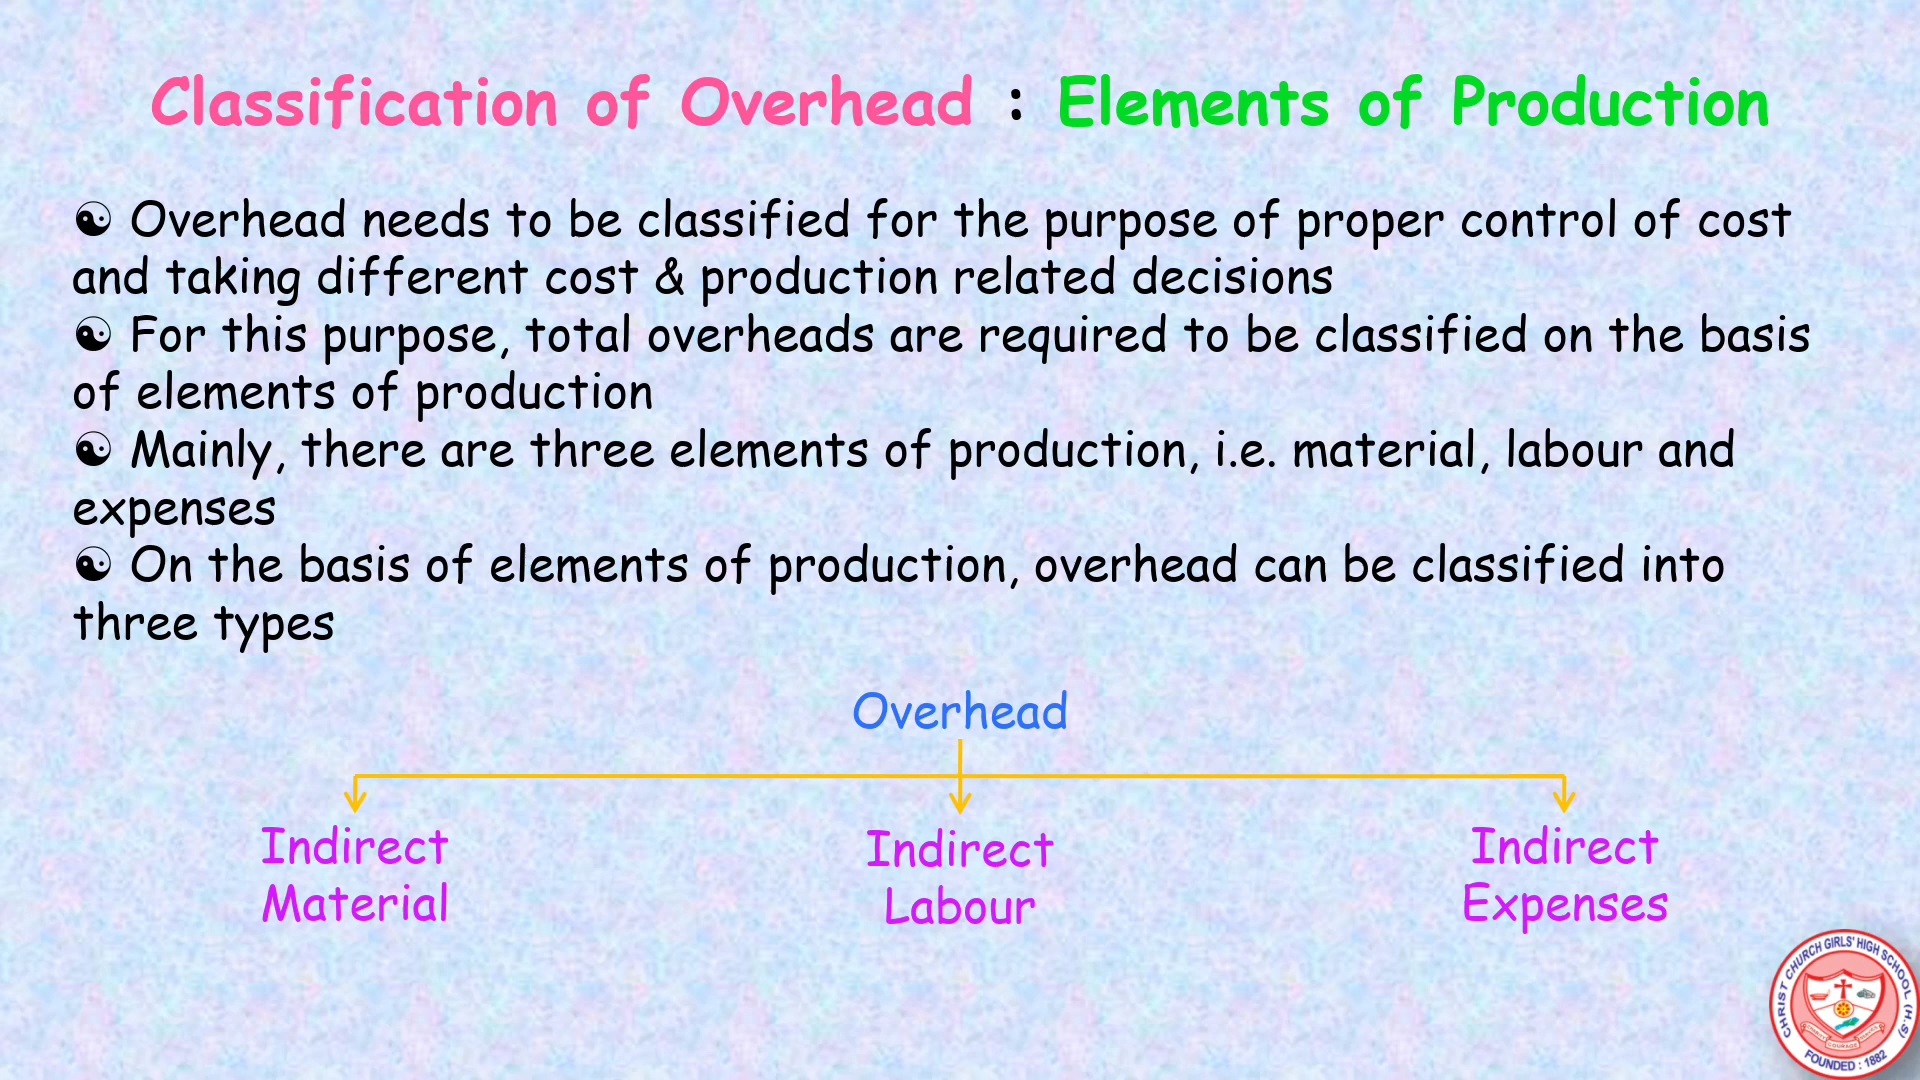 Classification of Overhead : Elements of Production
☯ Overhead needs to be classified for the purpose of proper control of cost
and taking different cost & production related decisions
☯ For this purpose, total overheads are required to be classified on the basis
of elements of production
☯ Mainly, there are three elements of production, i.e. material, labour and
expenses
☯ On the basis of elements of production, overhead can be classified into
three types
Overhead
Indirect
Material
Indirect
Labour
Indirect
Expenses
CHRIST CHURCH GIRLS' HIGH SCHOOL (H.S)
COURAGE
FOUNDED : 1882